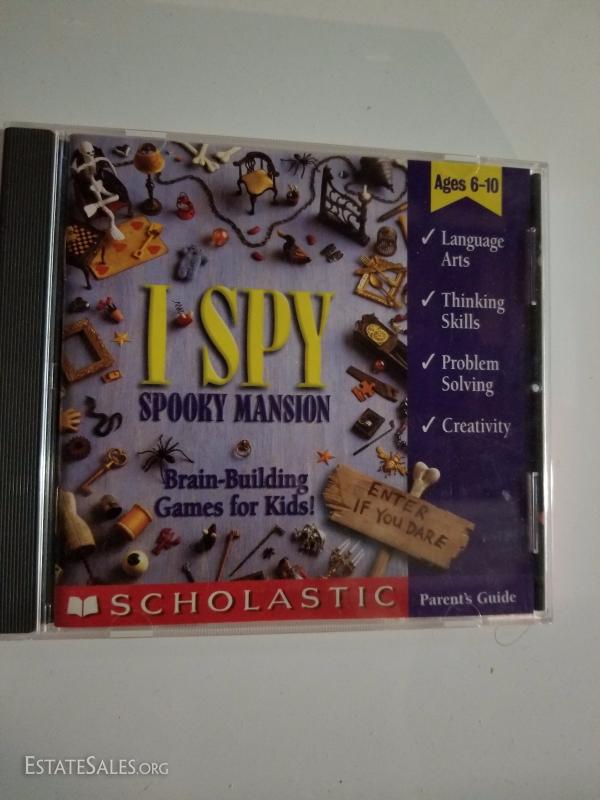 Ages 6-10
✓ Language
Arts
✓ Thinking
Skills
✓ Problem
Solving
✓ Creativity
I SPY
SPOOKY MANSION
Brain-Building
Games for Kids!
ENTER
IF YOU DARE
SCHOLASTIC
Parent's Guide
ESTATESALES.ORG